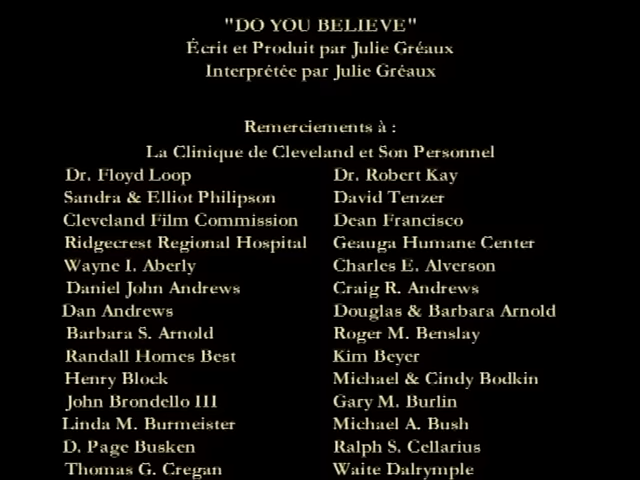 "DO YOU BELIEVE"
Écrit et Produit par Julie Gréaux
Interprétée par Julie Gréaux
Remerciements à :
La Clinique de Cleveland et Son Personnel
Dr. Floyd Loop Dr. Robert Kay
Sandra & Elliot Philipson David Tenzer
Cleveland Film Commission Dean Francisco
Ridgecrest Regional Hospital Geauga Humane Center
Wayne I. Aberly Charles E. Alverson
Daniel John Andrews Craig R. Andrews
Dan Andrews Douglas & Barbara Arnold
Barbara S. Arnold Roger M. Benslay
Randall Homes Best Kim Beyer
Henry Block Michael & Cindy Bodkin
John Brondello III Gary M. Burlin
Linda M. Burmeister Michael A. Bush
D. Page Busken Ralph S. Cellarius
Thomas G. Cregan Waite Dalrymple